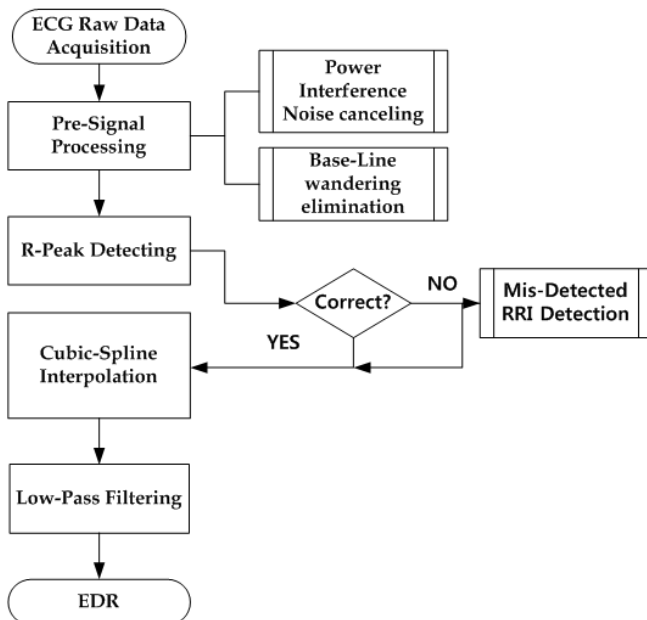 ECG Raw Data
Acquisition
Power
Interference
Noise canceling
Pre-Signal
Processing
Base-Line
wandering
elimination
R-Peak Detecting
Correct?
NO
Mis-Detected
RRI Detection
YES
Cubic-Spline
Interpolation
Low-Pass Filtering
EDR